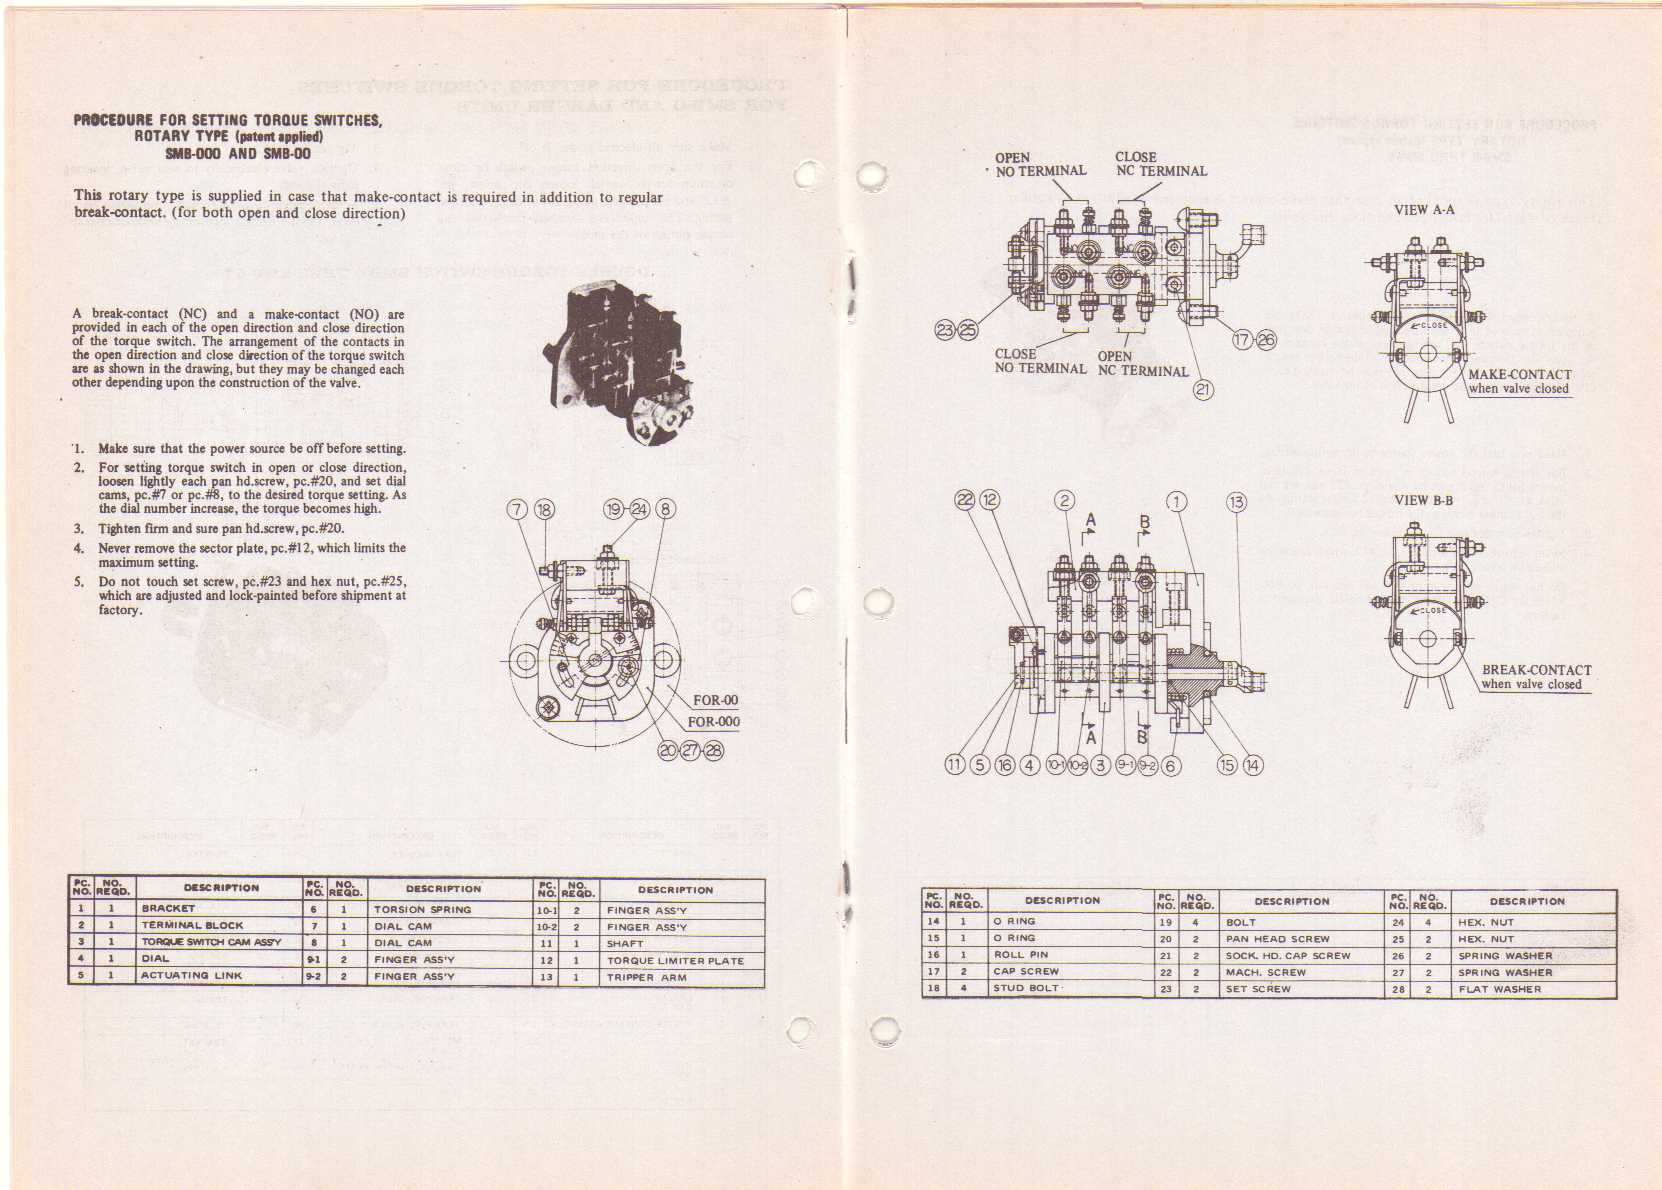 PROCEDURE FOR SETTING TORQUE SWITCHES,
ROTARY TYPE (patent applied)
SMB-000 AND SMB-00
This rotary type is supplied in case that make-contact is required in addition to regular
break-contact. (for both open and close direction)
A break-contact (NC) and a make-contact (NO) are
provided in each of the open direction and close direction
of the torque switch. The arrangement of the contacts in
the open direction and close direction of the torque switch
are as shown in the drawing, but they may be changed each
other depending upon the construction of the valve.
1. Make sure that the power source be off before setting.
2. For setting torque switch in open or close direction,
loosen lightly each pan hd.screw, pc.#20, and set dial
cams, pc.#7 or pc.#8, to the desired torque setting. As
the dial number increase, the torque becomes high.
3. Tighten firm and sure pan hd.screw, pc.#20.
4. Never remove the sector plate, pc.#12, which limits the
maximum setting.
5. Do not touch set screw, pc.#23 and hex nut, pc.#25,
which are adjusted and lock-painted before shipment at
factory.
7 18 19-24 8
FOR-00
FOR-000
20-27-28
PC. NO. NO. REQD. DESCRIPTION PC. NO. NO. REQD. DESCRIPTION PC. NO. NO. REQD. DESCRIPTION
1 1 BRACKET 6 1 TORSION SPRING 10-1 2 FINGER ASS'Y
2 1 TERMINAL BLOCK 7 1 DIAL CAM 10-2 2 FINGER ASS'Y
3 1 TORQUE SWITCH CAM ASS'Y 8 1 DIAL CAM 11 1 SHAFT
4 1 DIAL 9-1 2 FINGER ASS'Y 12 1 TORQUE LIMITER PLATE
5 1 ACTUATING LINK 9-2 2 FINGER ASS'Y 13 1 TRIPPER ARM
OPEN
NO TERMINAL
CLOSE
NC TERMINAL
23-25
17-26
CLOSE
NO TERMINAL
OPEN
NC TERMINAL
21
VIEW A-A
CLOSE
MAKE-CONTACT
when valve closed
22 12 2 1 13
A B
A B
11 5 16 4 10-1 10-2 3 9-1 9-2 6 15 14
VIEW B-B
CLOSE
BREAK-CONTACT
when valve closed
PC. NO. NO. REQD. DESCRIPTION PC. NO. NO. REQD. DESCRIPTION PC. NO. NO. REQD. DESCRIPTION
14 1 O RING 19 4 BOLT 24 4 HEX. NUT
15 1 O RING 20 2 PAN HEAD SCREW 25 2 HEX. NUT
16 1 ROLL PIN 21 2 SOCK. HD. CAP SCREW 26 2 SPRING WASHER
17 2 CAP SCREW 22 2 MACH. SCREW 27 2 SPRING WASHER
18 4 STUD BOLT 23 2 SET SCREW 28 2 FLAT WASHER